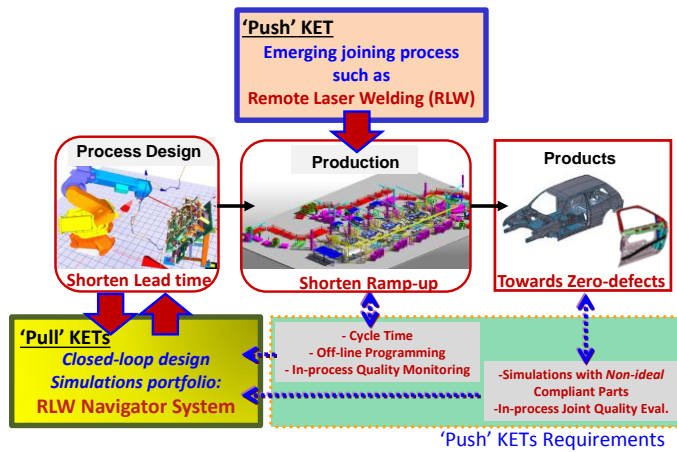 'Push' KET
Emerging joining process
such as
Remote Laser Welding (RLW)
Process Design
Production
Products
Shorten Lead time
Shorten Ramp-up
Towards Zero-defects
'Pull' KETs
Closed-loop design
Simulations portfolio:
RLW Navigator System
- Cycle Time
- Off-line Programming
- In-process Quality Monitoring
-Simulations with Non-ideal
Compliant Parts
-In-process Joint Quality Eval.
'Push' KETs Requirements